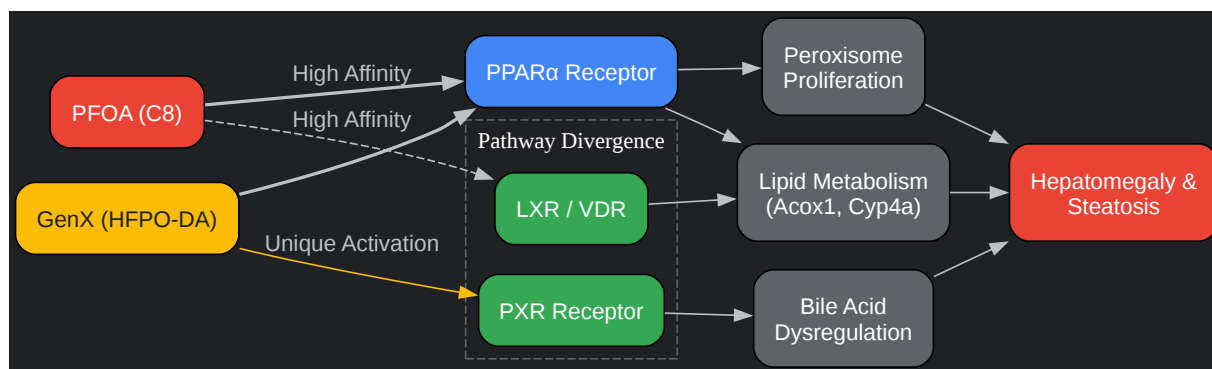 PFOA (C8)
GenX (HFPO-DA)
High Affinity
High Affinity
Unique Activation
PPARα Receptor
Pathway Divergence
LXR / VDR
PXR Receptor
Peroxisome
Proliferation
Lipid Metabolism
(Acox1, Cyp4a)
Bile Acid
Dysregulation
Hepatomegaly &
Steatosis